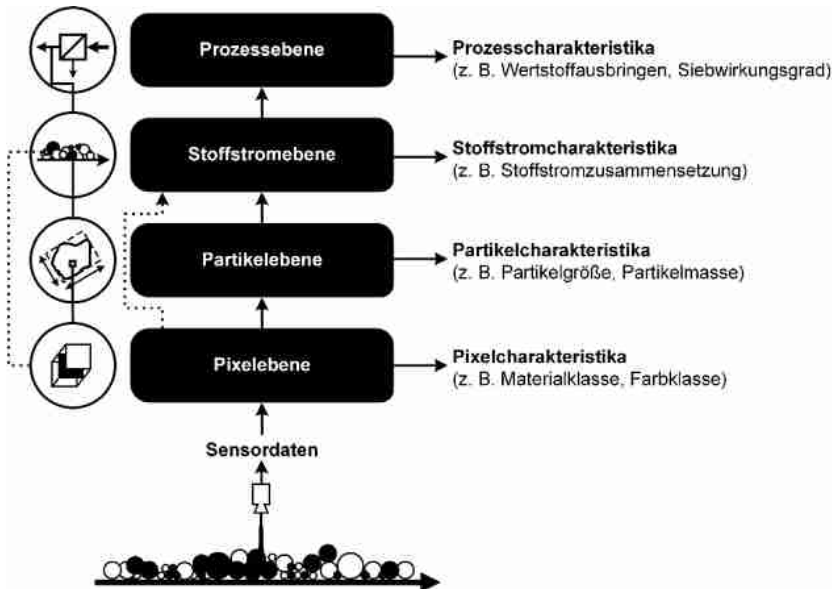 Prozessebene
Prozesscharakteristika
(z. B. Wertstoffausbringen, Siebwirkungsgrad)
Stoffstromebene
Stoffstromcharakteristika
(z. B. Stoffstromzusammensetzung)
Partikelebene
Partikelcharakteristika
(z. B. Partikelgröße, Partikelmasse)
Pixelebene
Pixelcharakteristika
(z. B. Materialklasse, Farbklasse)
Sensordaten